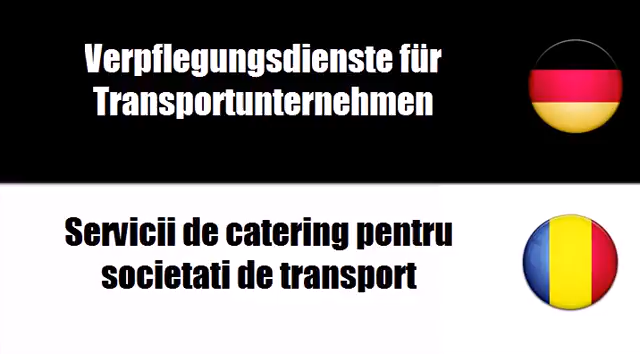 Verpflegungsdienste für
Transportunternehmen
Servicii de catering pentru
societati de transport